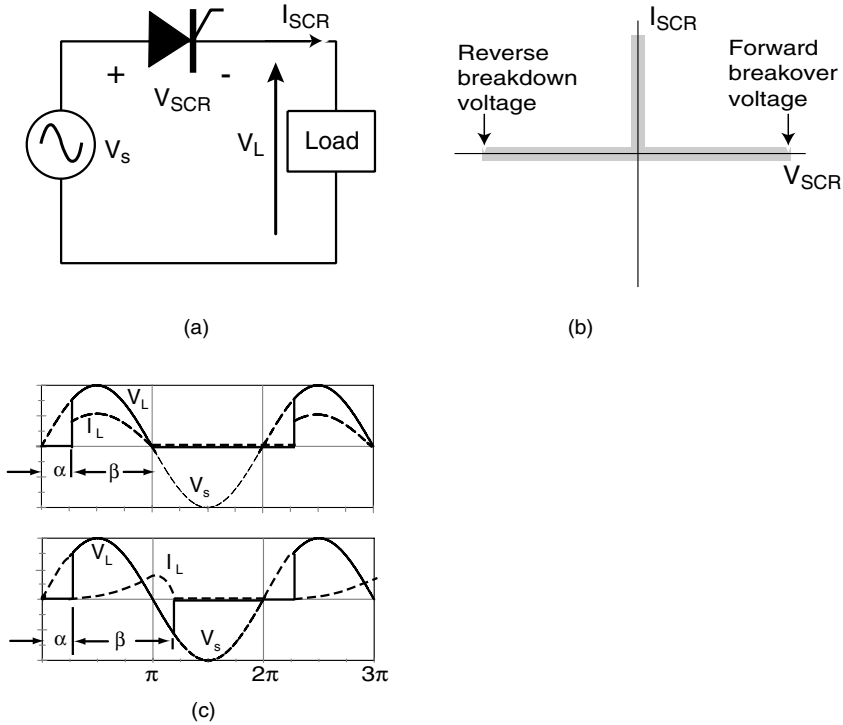 I_SCR
+
-
V_SCR
V_s
V_L
Load
(a)
I_SCR
Reverse
breakdown
voltage
Forward
breakover
voltage
V_SCR
(b)
V_L
I_L
α
β
V_s
V_L
I_L
α
β
V_s
π
2π
3π
(c)